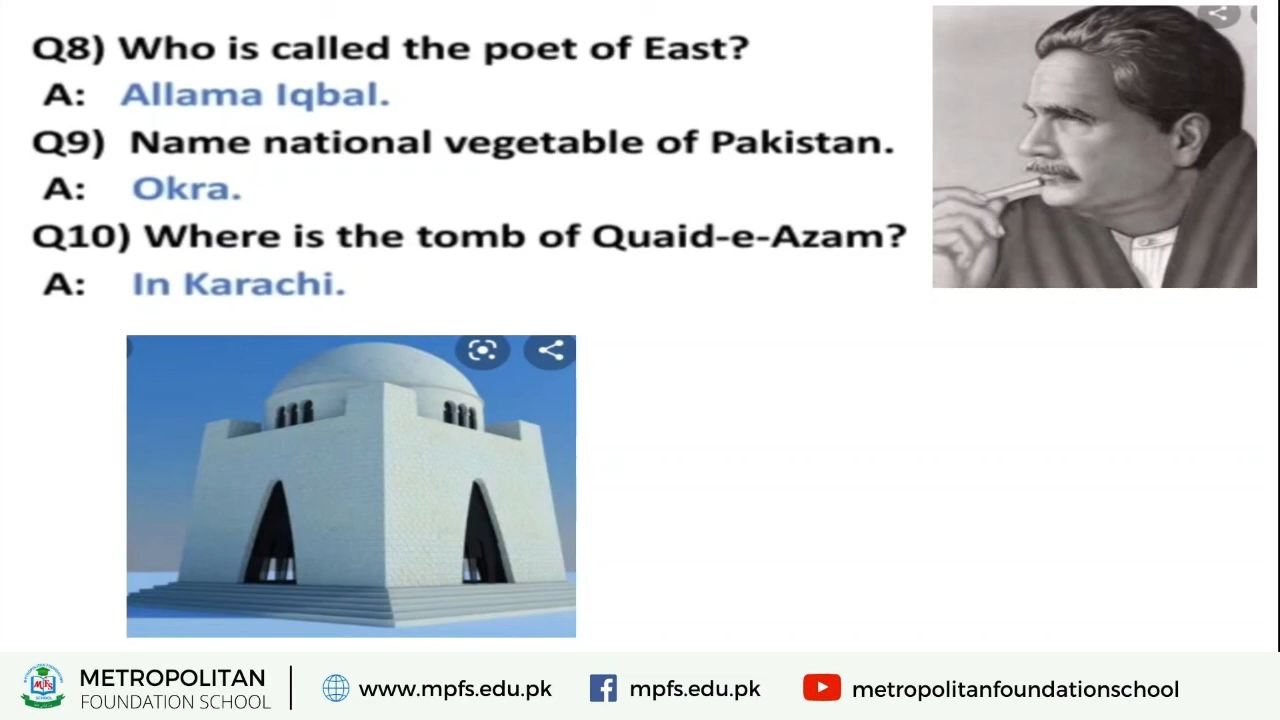 Q8) Who is called the poet of East?
A: Allama Iqbal.
Q9) Name national vegetable of Pakistan.
A: Okra.
Q10) Where is the tomb of Quaid-e-Azam?
A: In Karachi.
METROPOLITAN
FOUNDATION SCHOOL
www.mpfs.edu.pk
mpfs.edu.pk
metropolitanfoundationschool